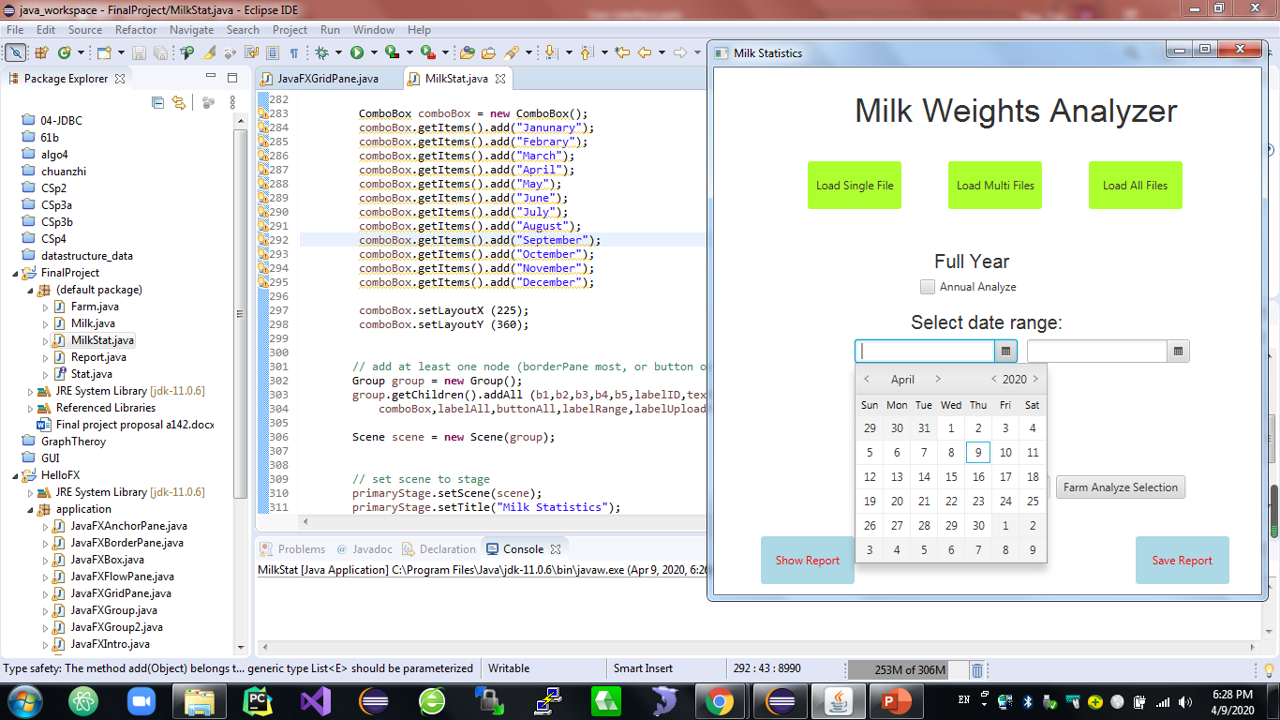 java_workspace - FinalProject/MilkStat.java - Eclipse IDE
File Edit Source Refactor Navigate Search Project Run Window Help
Package Explorer
04-JDBC
61b
algo4
chuanzhi
CSp2
CSp3a
CSp3b
CSp4
datastructure_data
FinalProject
(default package)
Farm.java
Milk.java
MilkStat.java
Report.java
Stat.java
JRE System Library [jdk-11.0.6]
Referenced Libraries
Final project proposal a142.docx
GraphTheroy
GUI
HelloFX
JRE System Library [jdk-11.0.6]
application
JavaFXAnchorPane.java
JavaFXBorderPane.java
JavaFXBox.java
JavaFXFlowPane.java
JavaFXGridPane.java
JavaFXGroup.java
JavaFXGroup2.java
JavaFXIntro.java
JavaFXGridPane.java MilkStat.java
282
283 ComboBox comboBox = new ComboBox();
284 comboBox.getItems().add("Janunary");
285 comboBox.getItems().add("Febrary");
286 comboBox.getItems().add("March");
287 comboBox.getItems().add("April");
288 comboBox.getItems().add("May");
289 comboBox.getItems().add("June");
290 comboBox.getItems().add("July");
291 comboBox.getItems().add("August");
292 comboBox.getItems().add("September");
293 comboBox.getItems().add("Octember");
294 comboBox.getItems().add("November");
295 comboBox.getItems().add("December");
296
297 comboBox.setLayoutX (225);
298 comboBox.setLayoutY (360);
299
300
301 // add at least one node (borderPane most, or button o
302 Group group = new Group();
303 group.getChildren().addAll (b1,b2,b3,b4,b5,labelID,tex
304 comboBox,labelAll,buttonAll,labelRange,labelUpload
305
306 Scene scene = new Scene(group);
307
308
309 // set scene to stage
310 primaryStage.setScene(scene);
311 primaryStage.setTitle("Milk Statistics");
Problems @ Javadoc Declaration Console
MilkStat [Java Application] C:\Program Files\Java\jdk-11.0.6\bin\javaw.exe (Apr 9, 2020, 6:26
Milk Statistics
Milk Weights Analyzer
Load Single File Load Multi Files Load All Files
Full Year
Annual Analyze
Select date range:
< April > < 2020 >
Sun Mon Tue Wed Thu Fri Sat
29 30 31 1 2 3 4
5 6 7 8 9 10 11
12 13 14 15 16 17 18
19 20 21 22 23 24 25
26 27 28 29 30 1 2
3 4 5 6 7 8 9
Farm Analyze Selection
Show Report Save Report
Type safety: The method add(Object) belongs t... generic type List<E> should be parameterized Writable Smart Insert 292 : 43 : 8990 253M of 306M
EN 6:28 PM
4/9/2020